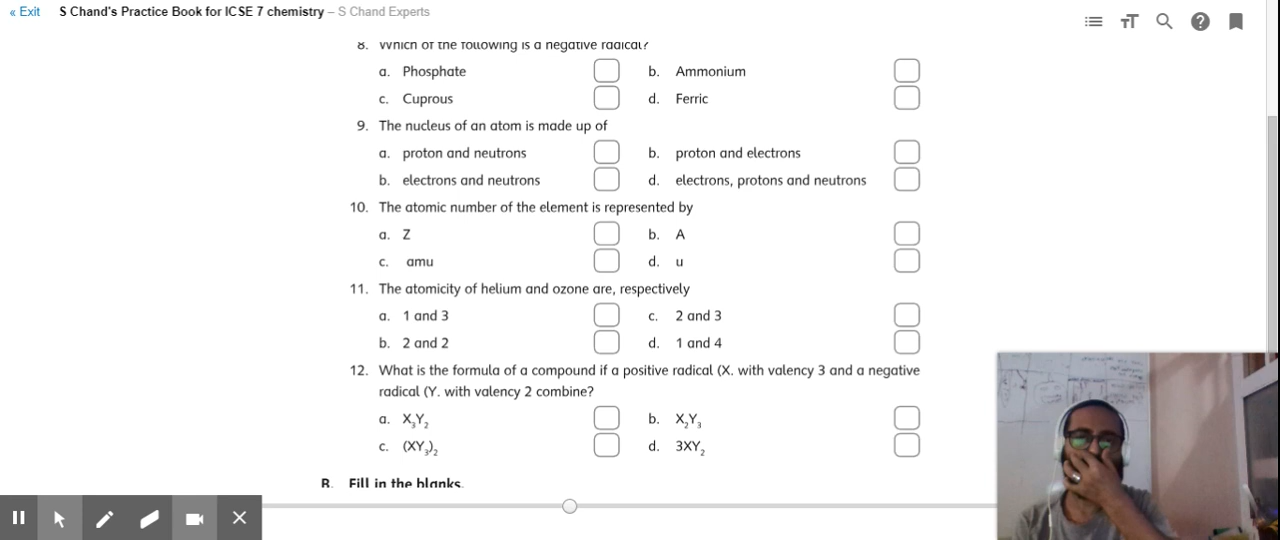 « Exit S Chand's Practice Book for ICSE 7 chemistry – S Chand Experts
8. Which of the following is a negative radical?
a. Phosphate b. Ammonium
c. Cuprous d. Ferric
9. The nucleus of an atom is made up of
a. proton and neutrons b. proton and electrons
b. electrons and neutrons d. electrons, protons and neutrons
10. The atomic number of the element is represented by
a. Z b. A
c. amu d. u
11. The atomicity of helium and ozone are, respectively
a. 1 and 3 c. 2 and 3
b. 2 and 2 d. 1 and 4
12. What is the formula of a compound if a positive radical (X. with valency 3 and a negative
radical (Y. with valency 2 combine?
a. X₃Y₂ b. X₂Y₃
c. (XY₃)₂ d. 3XY₂
B. Fill in the blanks.